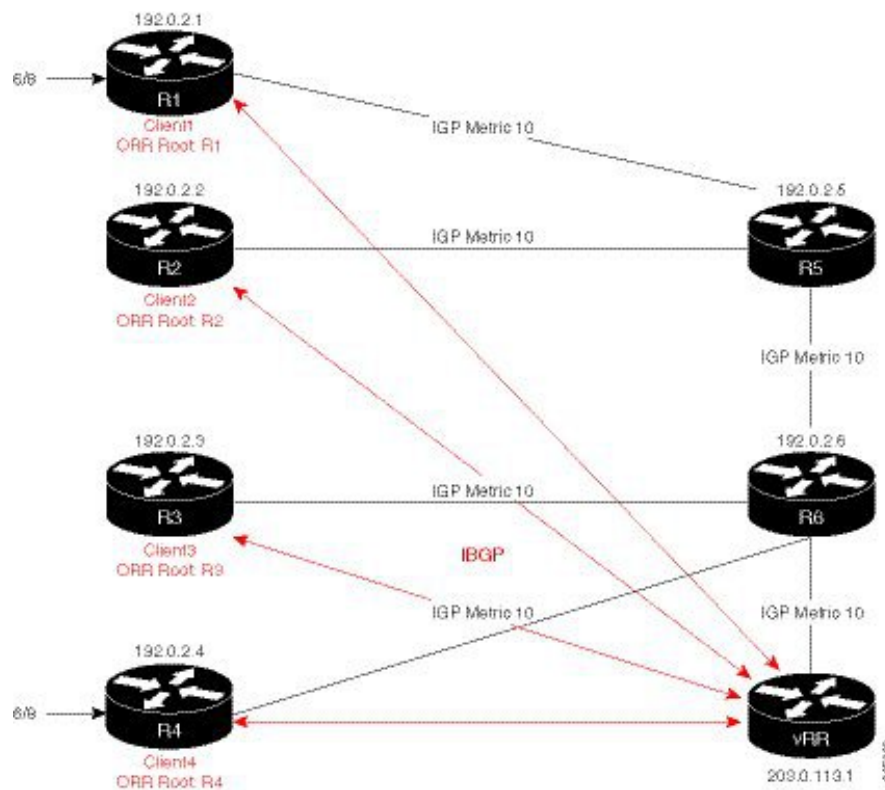 192.0.2.1
6/8
R1
Client1
ORR Root R1
IGP Metric 10
192.0.2.2
192.0.2.5
IGP Metric 10
R2
R5
Client2
ORR Root R2
IGP Metric 10
192.0.2.3
192.0.2.6
IGP Metric 10
R3
R6
Client3
ORR Root R3
IBGP
IGP Metric 10
IGP Metric 10
192.0.2.4
6/8
R4
vRR
Client4
ORR Root R4
203.0.113.1